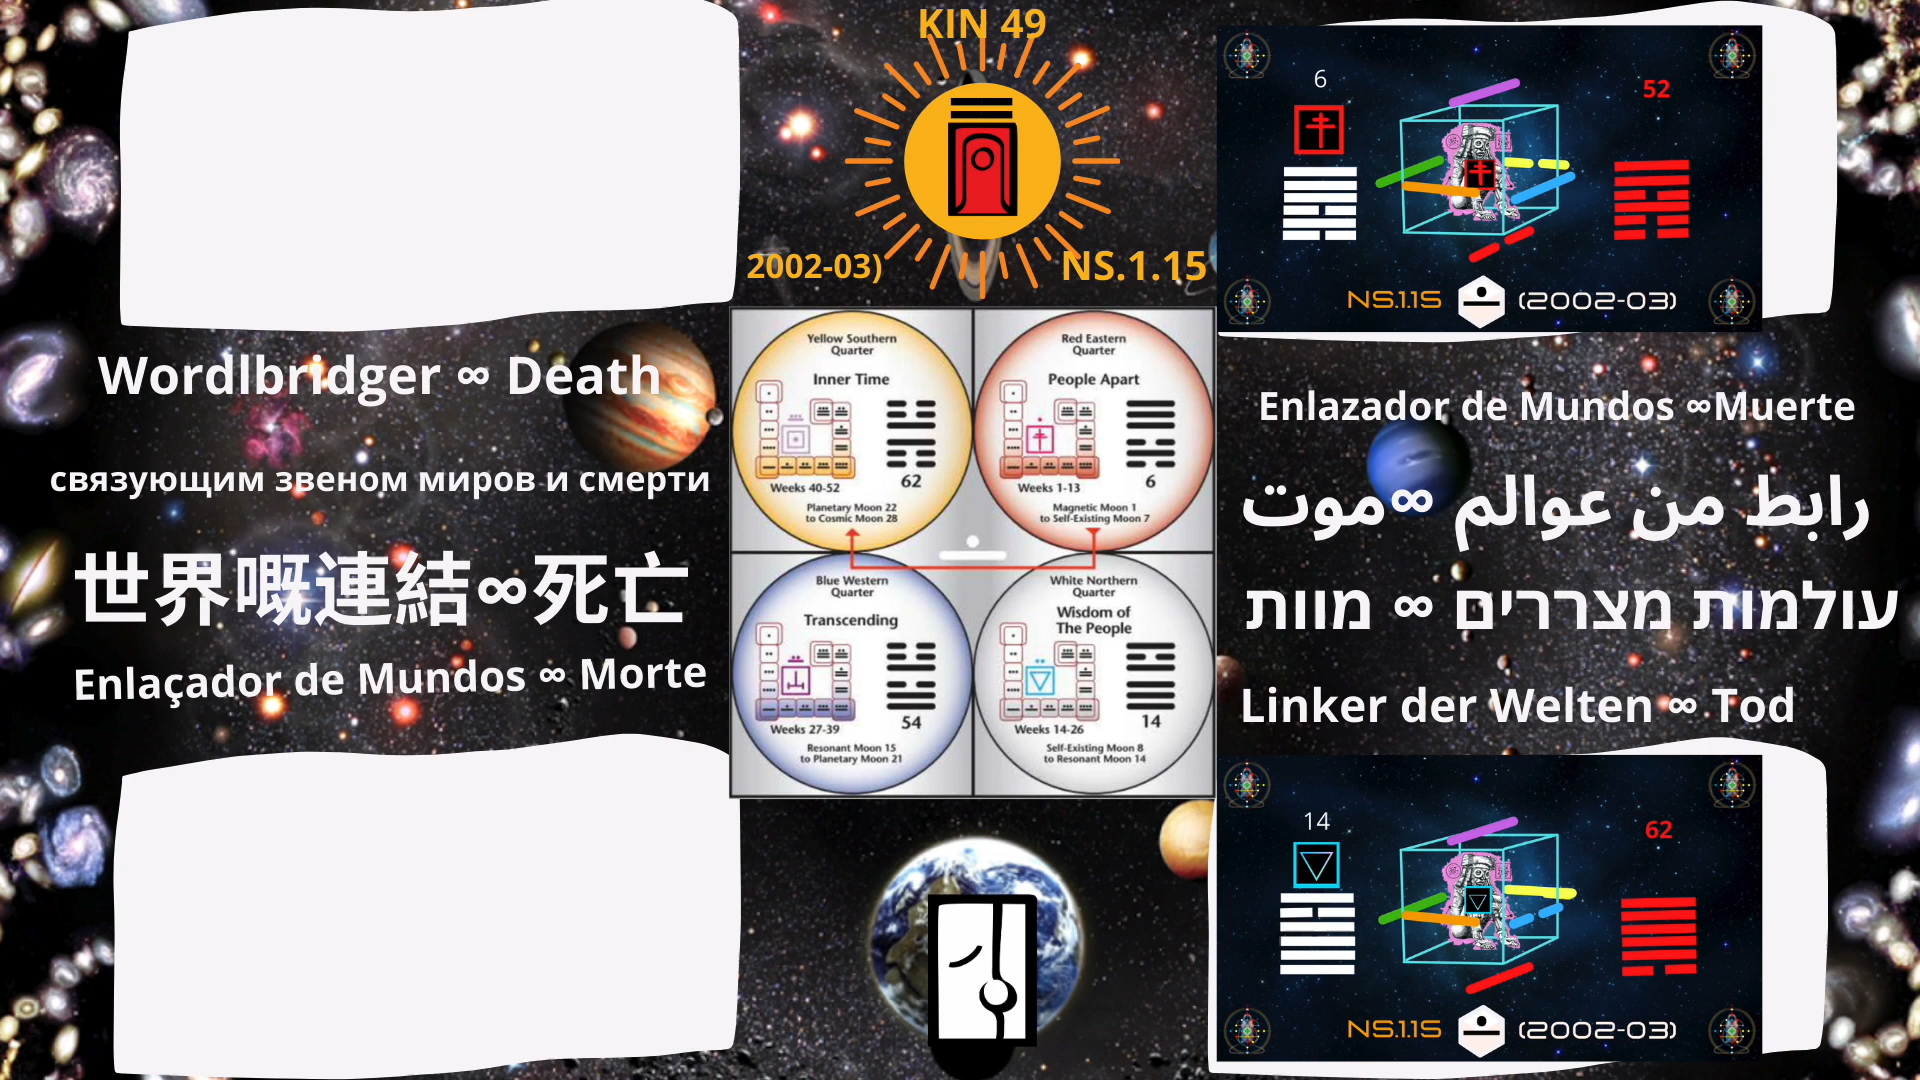 KIN 49
2002-03)
NS.1.15
6
52
NS.1.15
(2002-03)
Wordlbridger ∞ Death
связующим звеном миров и смерти
世界嘅連結∞死亡
Enlaçador de Mundos ∞ Morte
Yellow Southern
Quarter
Inner Time
62
Weeks 40-52
Planetary Moon 22
to Cosmic Moon 28
Red Eastern
Quarter
People Apart
6
Weeks 1-13
Magnetic Moon 1
to Self-Existing Moon 7
Blue Western
Quarter
Transcending
54
Weeks 27-39
Resonant Moon 15
to Planetary Moon 21
White Northern
Quarter
Wisdom of
The People
14
Weeks 14-26
Self-Existing Moon 8
to Resonant Moon 14
Enlazador de Mundos ∞Muerte
رابط من عوالم ∞موت
עולמות מצררים ∞ מוות
Linker der Welten ∞ Tod
14
62
NS.1.15
(2002-03)